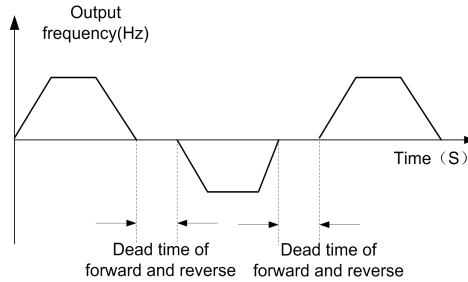 Output
frequency(Hz)
Time（S）
Dead time of
forward and reverse
Dead time of
forward and reverse